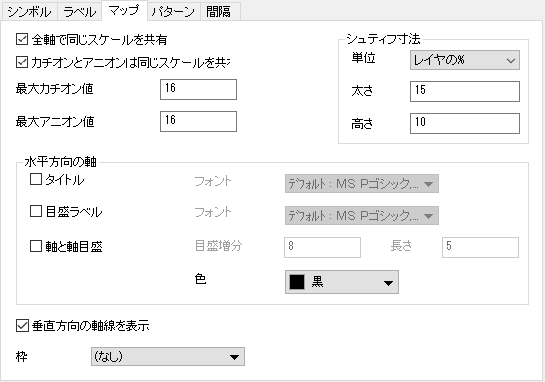 シンボル ラベル マップ パターン 間隔
全軸で同じスケールを共有
カチオンとアニオンは同じスケールを共有
最大カチオン値 16
最大アニオン値 16
シュティフ寸法
単位 レイヤの%
太さ 15
高さ 10
水平方向の軸
タイトル フォント デフォルト：ＭＳ Ｐゴシック,...
目盛ラベル フォント デフォルト：ＭＳ Ｐゴシック,...
軸と軸目盛 目盛増分 8 長さ 5
色 黒
垂直方向の軸線を表示
枠 (なし)